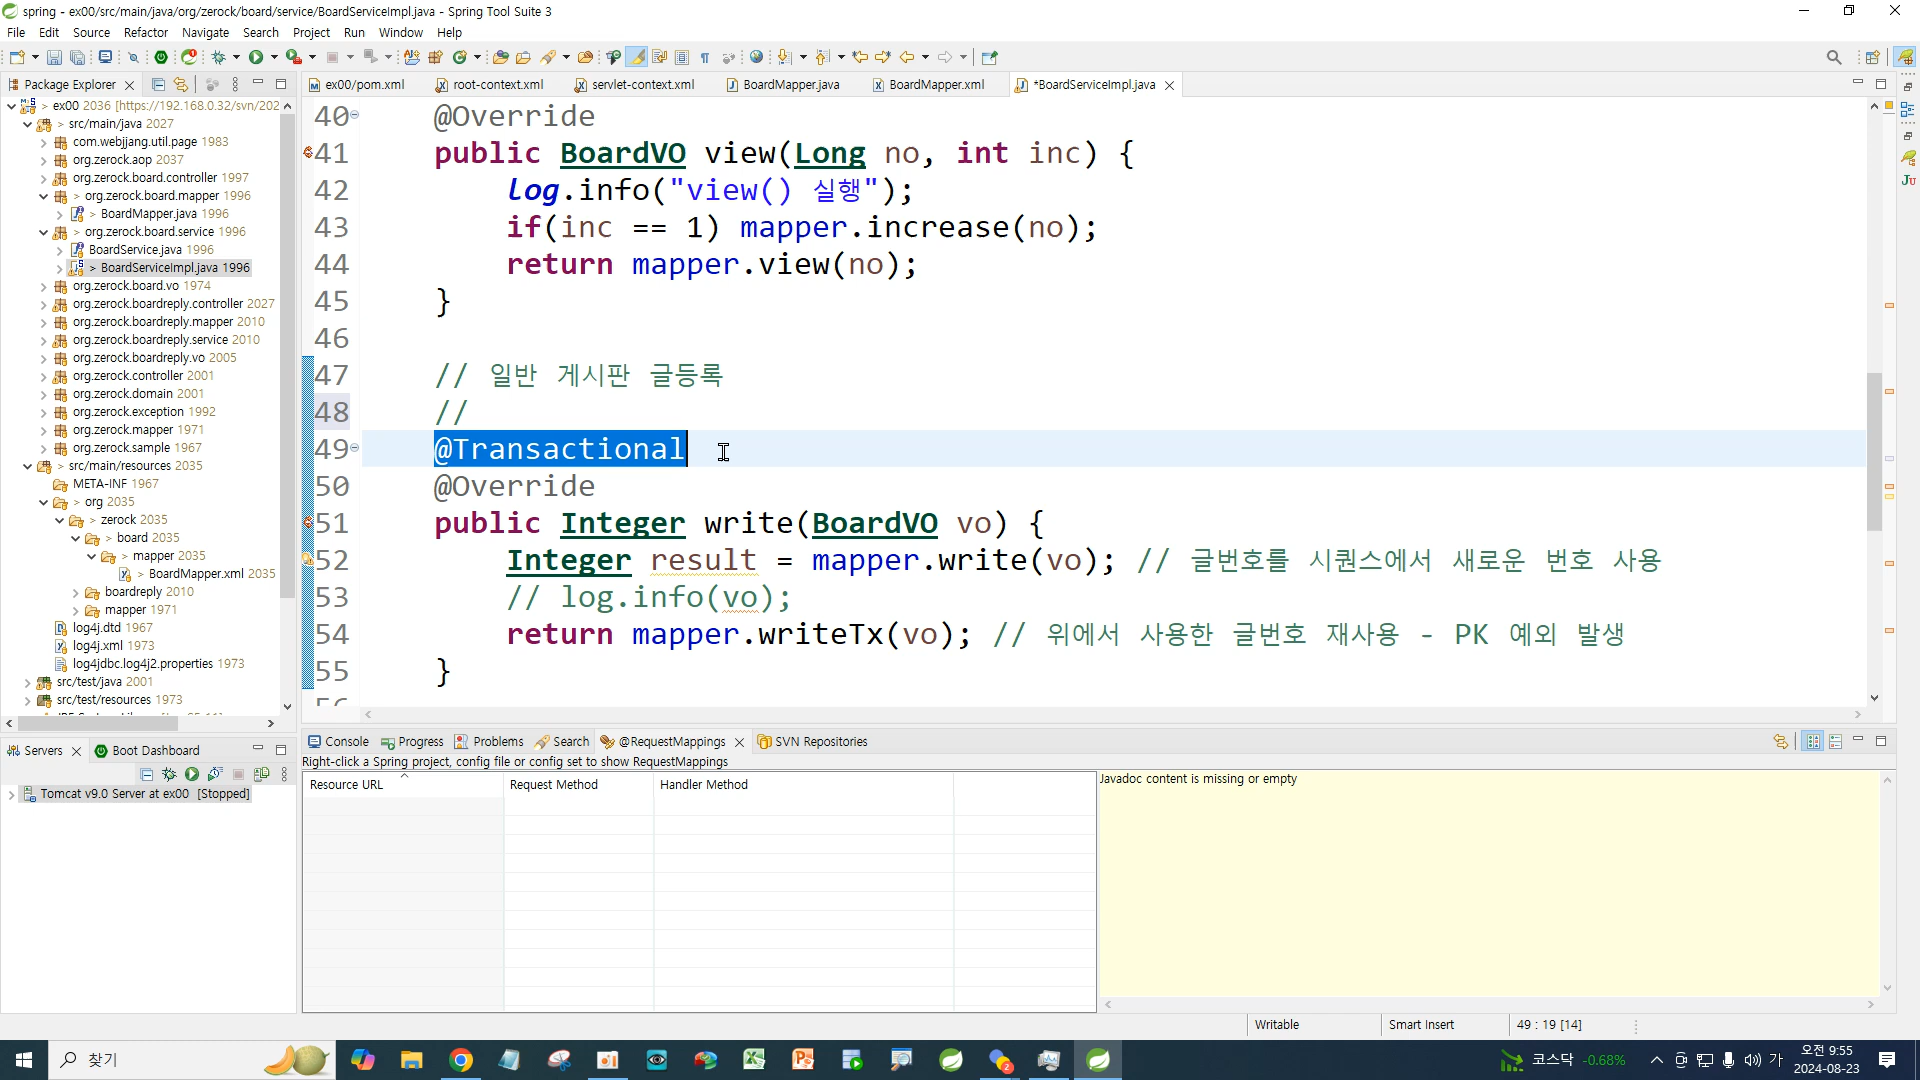 spring - ex00/src/main/java/org/zerock/board/service/BoardServiceImpl.java - Spring Tool Suite 3
File Edit Source Refactor Navigate Search Project Run Window Help
Package Explorer
ex00/pom.xml root-context.xml servlet-context.xml BoardMapper.java BoardMapper.xml *BoardServiceImpl.java
> ex00 2036 [https://192.168.0.32/svn/202
> src/main/java 2027
com.webjjang.util.page 1983
org.zerock.aop 2037
org.zerock.board.controller 1997
> org.zerock.board.mapper 1996
> BoardMapper.java 1996
> org.zerock.board.service 1996
BoardService.java 1996
> BoardServiceImpl.java 1996
org.zerock.board.vo 1974
org.zerock.boardreply.controller 2027
org.zerock.boardreply.mapper 2010
org.zerock.boardreply.service 2010
org.zerock.boardreply.vo 2005
org.zerock.controller 2001
org.zerock.domain 2001
org.zerock.exception 1992
org.zerock.mapper 1971
org.zerock.sample 1967
> src/main/resources 2035
META-INF 1967
> org 2035
> zerock 2035
> board 2035
> mapper 2035
> BoardMapper.xml 2035
boardreply 2010
mapper 1971
log4j.dtd 1967
log4j.xml 1973
log4jdbc.log4j2.properties 1973
src/test/java 2001
src/test/resources 1973
40 @Override
41 public BoardVO view(Long no, int inc) {
42 log.info("view() 실행");
43 if(inc == 1) mapper.increase(no);
44 return mapper.view(no);
45 }
46
47 // 일반 게시판 글등록
48 //
49 @Transactional
50 @Override
51 public Integer write(BoardVO vo) {
52 Integer result = mapper.write(vo); // 글번호를 시퀀스에서 새로운 번호 사용
53 // log.info(vo);
54 return mapper.writeTx(vo); // 위에서 사용한 글번호 재사용 - PK 예외 발생
55 }
Servers Boot Dashboard
Tomcat v9.0 Server at ex00 [Stopped]
Console Progress Problems Search @RequestMappings SVN Repositories
Right-click a Spring project, config file or config set to show RequestMappings
Resource URL Request Method Handler Method
Javadoc content is missing or empty
Writable Smart Insert 49 : 19 [14]
찾기
코스닥 -0.68%
가
오전 9:55
2024-08-23